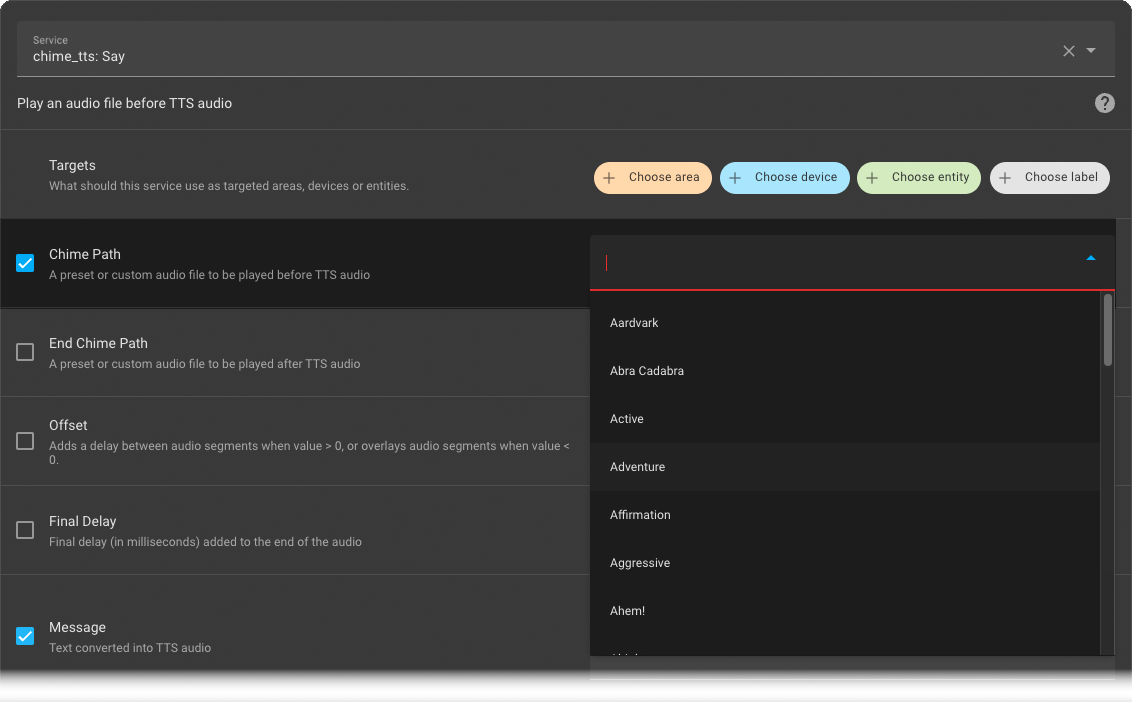 Service
chime_tts: Say
Play an audio file before TTS audio
Targets
What should this service use as targeted areas, devices or entities.
Choose area
Choose device
Choose entity
Choose label
Chime Path
A preset or custom audio file to be played before TTS audio
End Chime Path
A preset or custom audio file to be played after TTS audio
Offset
Adds a delay between audio segments when value > 0, or overlays audio segments when value <
0.
Final Delay
Final delay (in milliseconds) added to the end of the audio
Message
Text converted into TTS audio
Aardvark
Abra Cadabra
Active
Adventure
Affirmation
Aggressive
Ahem!